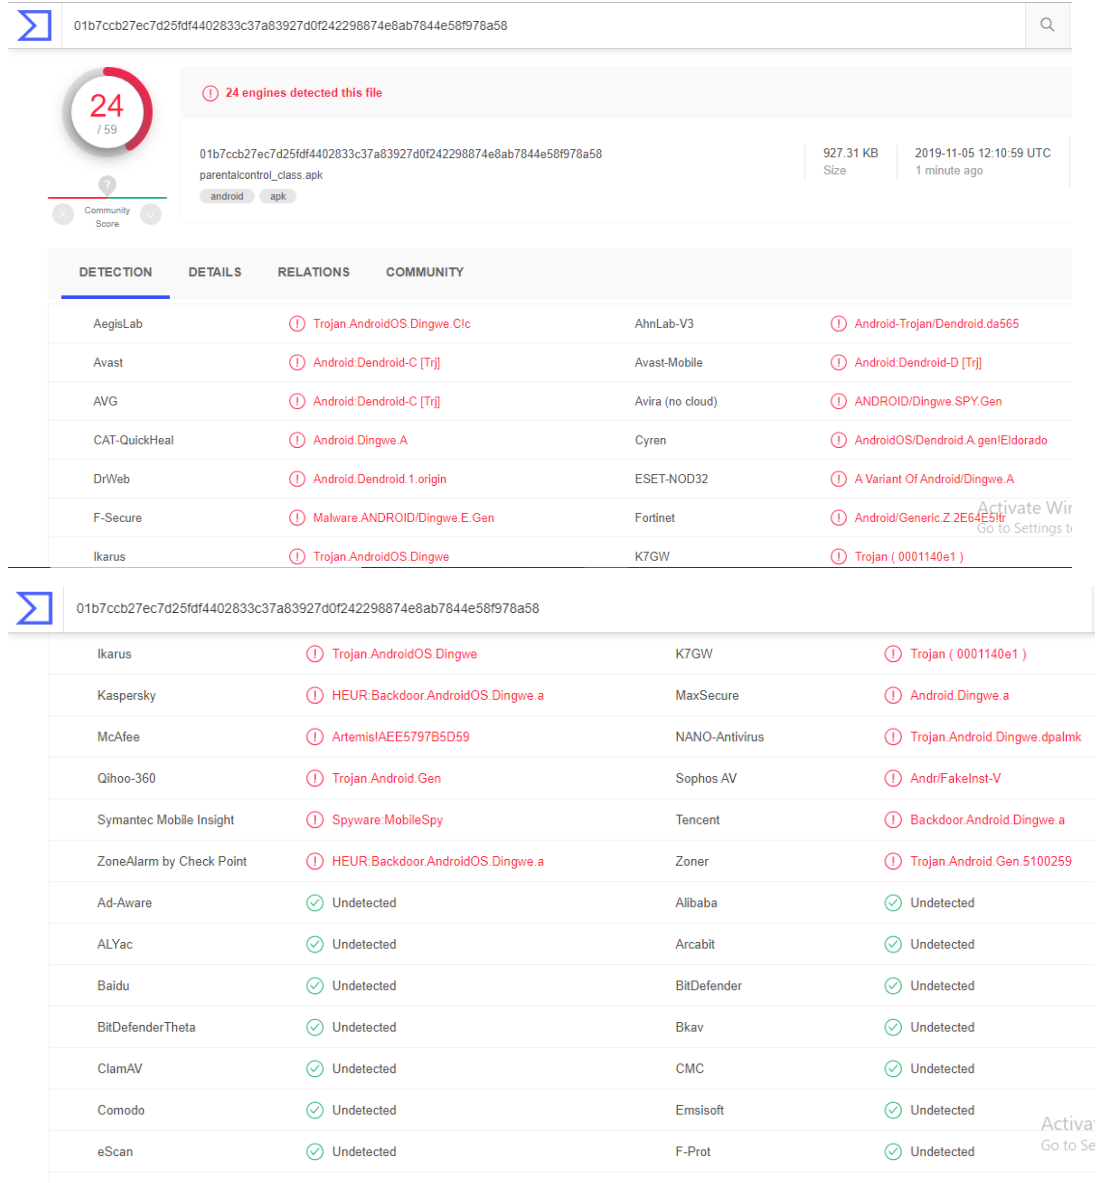 01b7ccb27ec7d25fdf4402833c37a83927d0f242298874e8ab7844e58f978a58
24
/ 59
24 engines detected this file
01b7ccb27ec7d25fdf4402833c37a83927d0f242298874e8ab7844e58f978a58
parentalcontrol_class.apk
android apk
927.31 KB
Size
2019-11-05 12:10:59 UTC
1 minute ago
?
Community
Score
DETECTION DETAILS RELATIONS COMMUNITY
AegisLab Trojan.AndroidOS.Dingwe.C!c AhnLab-V3 Android-Trojan/Dendroid.da565
Avast Android:Dendroid-C [Trj] Avast-Mobile Android:Dendroid-D [Trj]
AVG Android:Dendroid-C [Trj] Avira (no cloud) ANDROID/Dingwe.SPY.Gen
CAT-QuickHeal Android.Dingwe.A Cyren AndroidOS/Dendroid.A.gen!Eldorado
DrWeb Android.Dendroid.1.origin ESET-NOD32 A Variant Of Android/Dingwe.A
F-Secure Malware.ANDROID/Dingwe.E.Gen Fortinet Android/Generic.Z.2E64E5!tr
Activate Wir
Go to Settings to
Ikarus Trojan.AndroidOS.Dingwe K7GW Trojan ( 0001140e1 )
01b7ccb27ec7d25fdf4402833c37a83927d0f242298874e8ab7844e58f978a58
Ikarus Trojan.AndroidOS.Dingwe K7GW Trojan ( 0001140e1 )
Kaspersky HEUR:Backdoor.AndroidOS.Dingwe.a MaxSecure Android.Dingwe.a
McAfee Artemis!AEE5797B5D59 NANO-Antivirus Trojan.Android.Dingwe.dpalmk
Qihoo-360 Trojan.Android.Gen Sophos AV Andr/FakeInst-V
Symantec Mobile Insight Spyware:MobileSpy Tencent Backdoor.Android.Dingwe.a
ZoneAlarm by Check Point HEUR:Backdoor.AndroidOS.Dingwe.a Zoner Trojan.Android.Gen.5100259
Ad-Aware Undetected Alibaba Undetected
ALYac Undetected Arcabit Undetected
Baidu Undetected BitDefender Undetected
BitDefenderTheta Undetected Bkav Undetected
ClamAV Undetected CMC Undetected
Comodo Undetected Emsisoft Undetected
Activa
Go to Se
eScan Undetected F-Prot Undetected